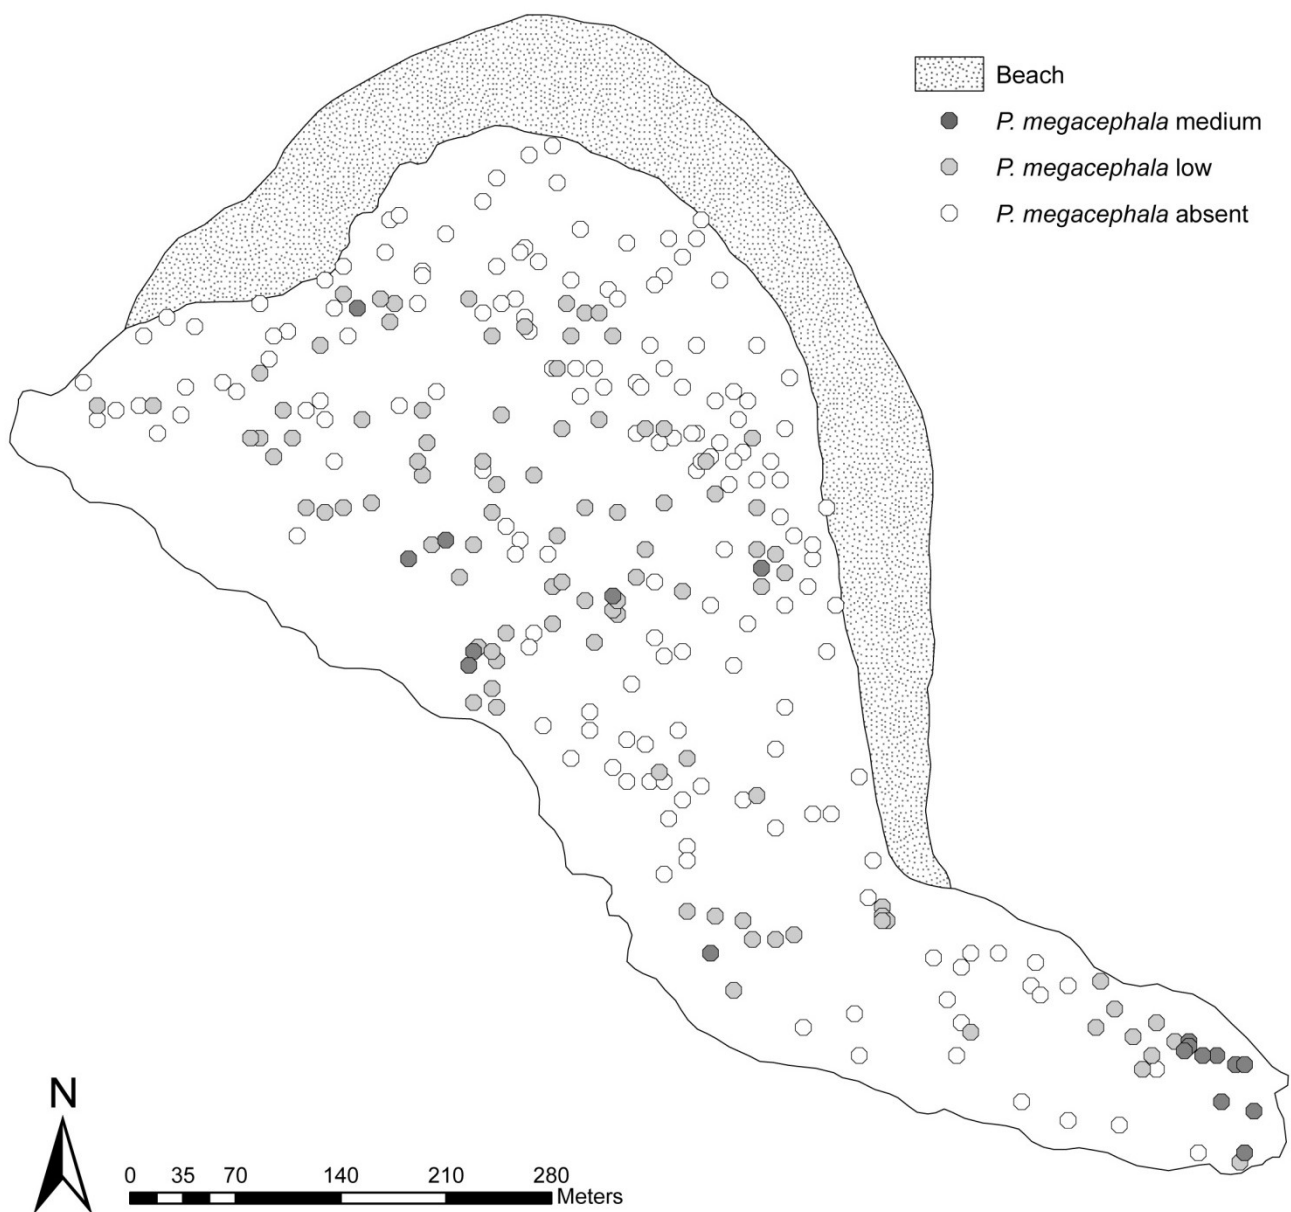 Beach
P. megacephala medium
P. megacephala low
P. megacephala absent
N
0 35 70 140 210 280
Meters